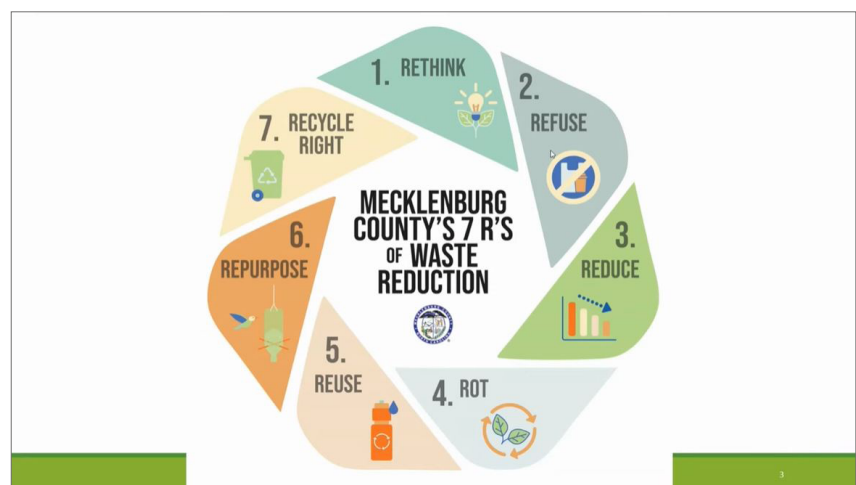 1. RETHINK
2.
REFUSE
3.
REDUCE
4. ROT
5.
REUSE
6.
REPURPOSE
7. RECYCLE
RIGHT
MECKLENBURG
COUNTY'S 7 R'S
OF WASTE
REDUCTION
3